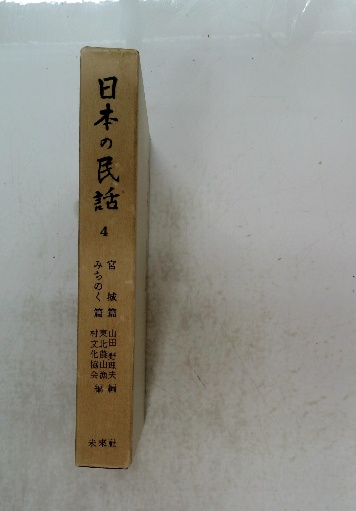 日本の民話
4
宮城篇
みちのく篇
山田野理夫編
東北農山漁
村文化協会編
未来社